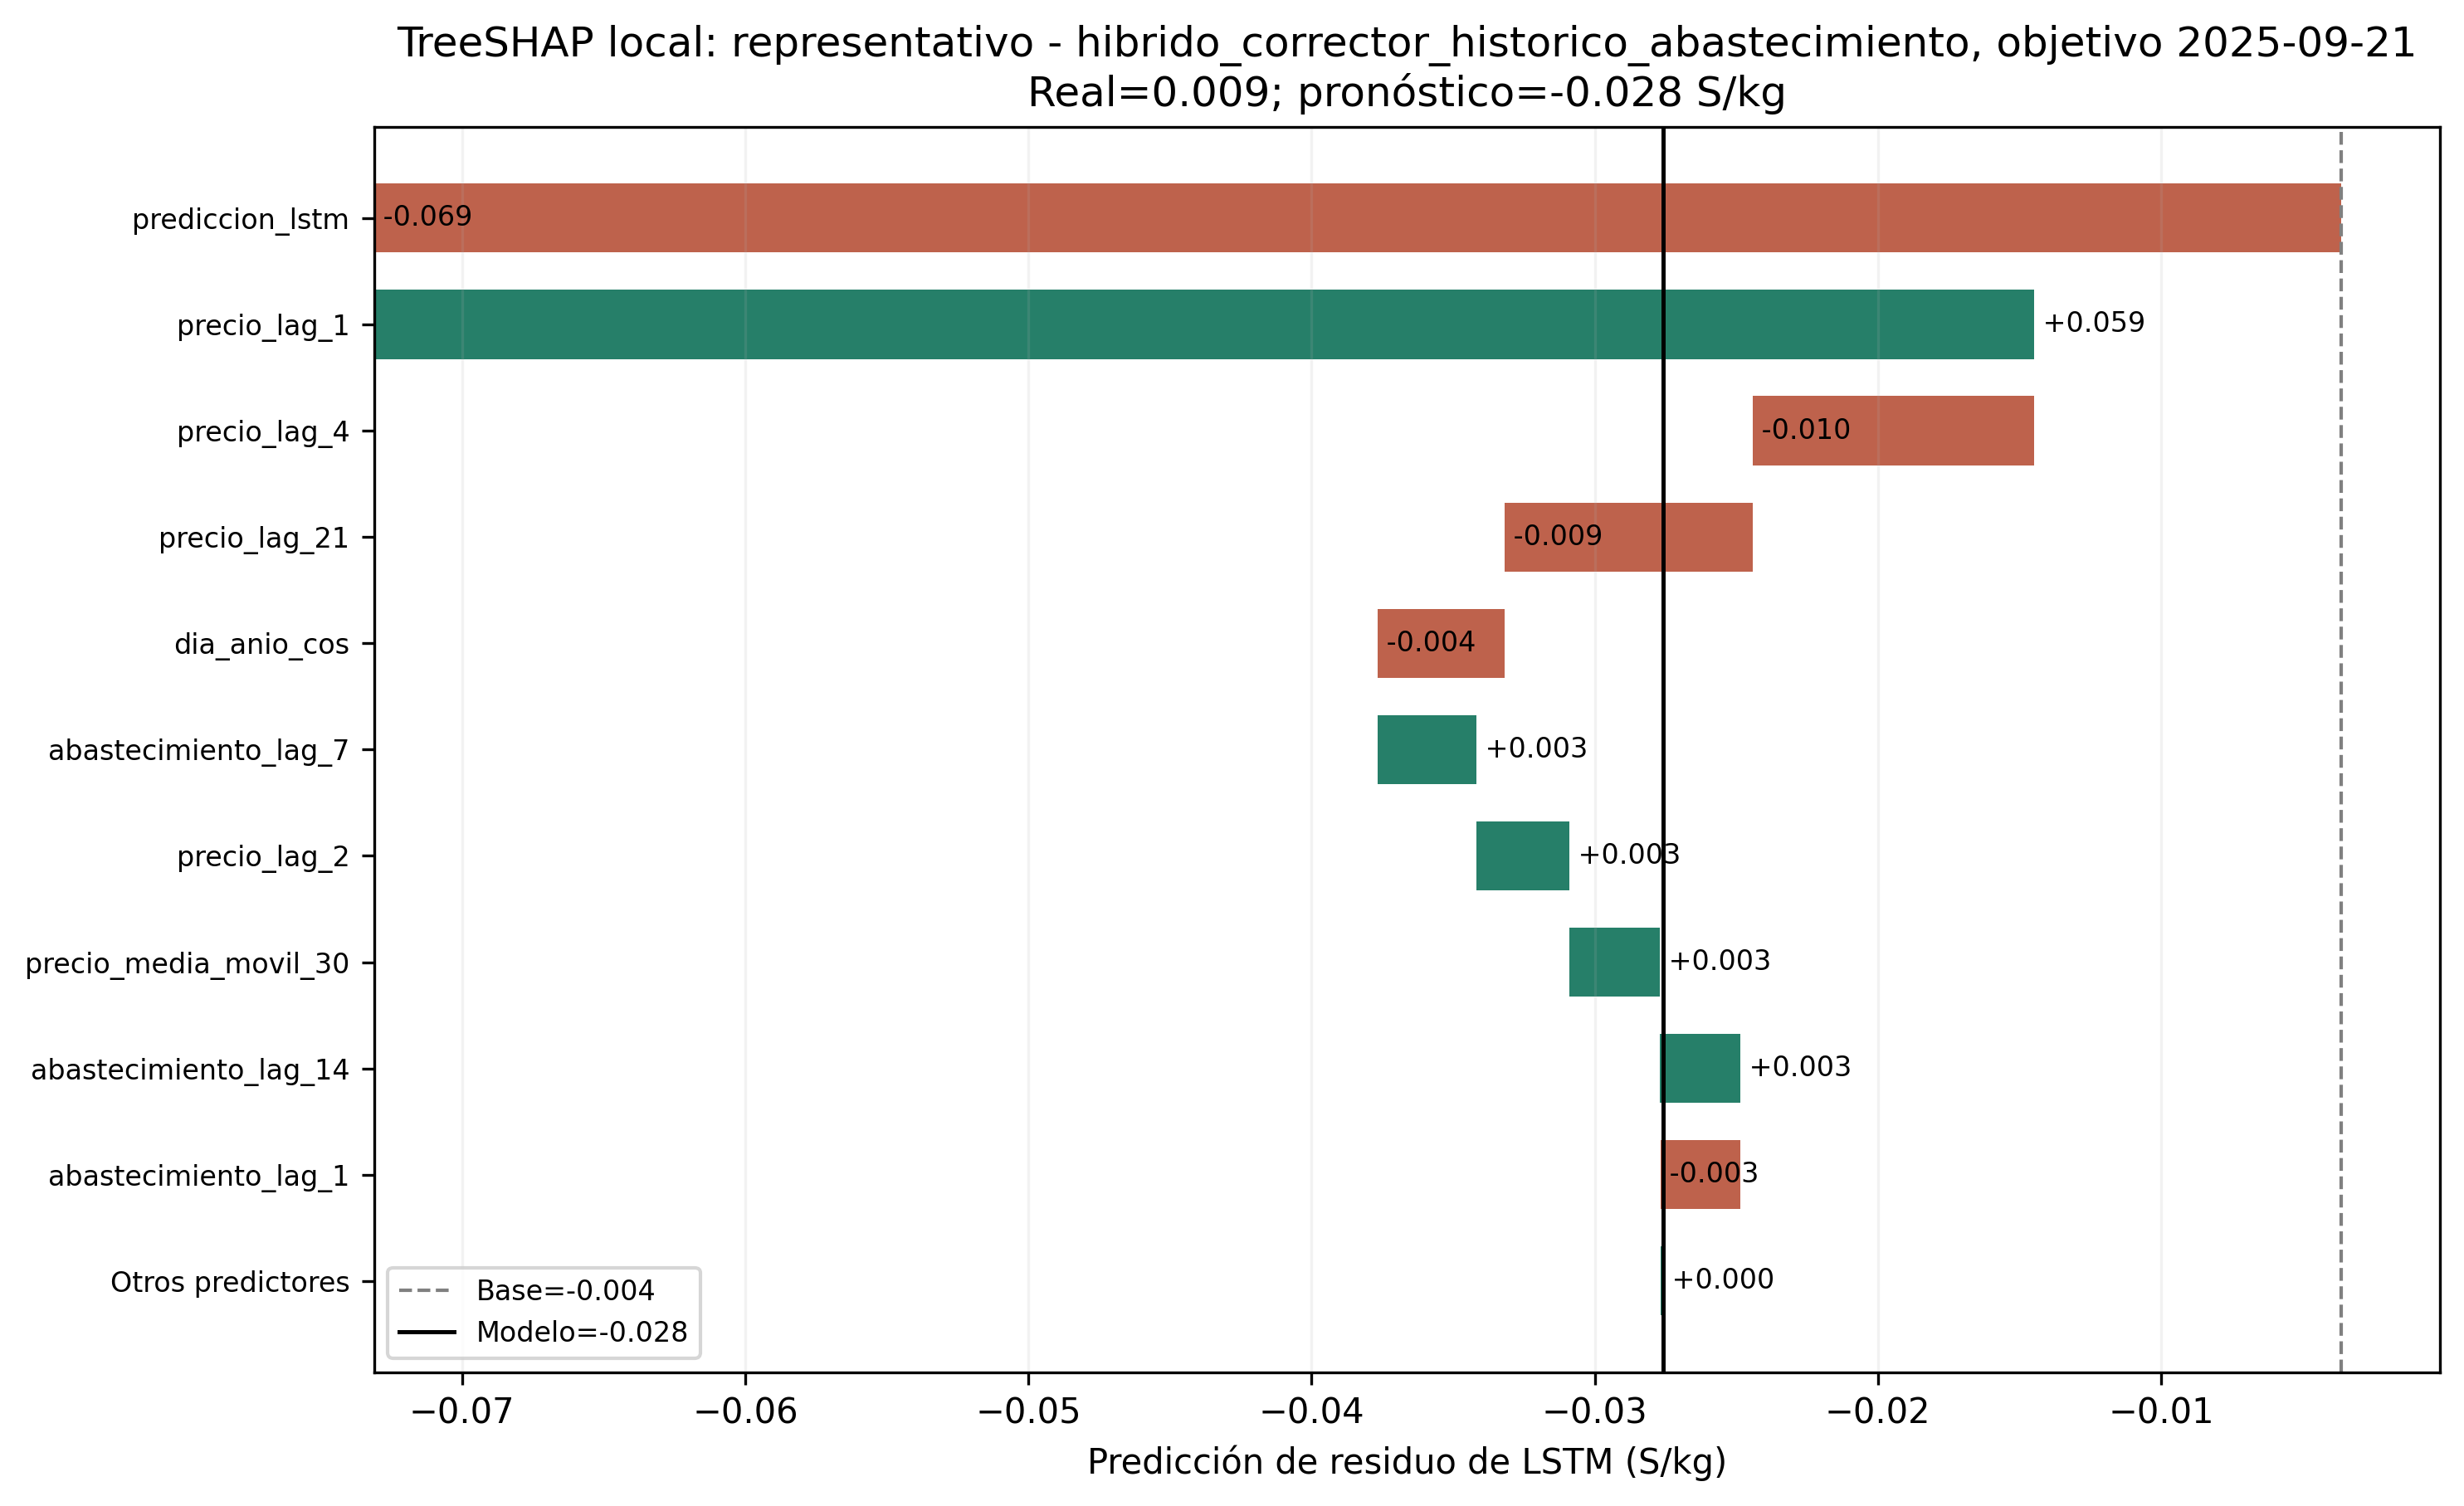 TreeSHAP local: representativo - hibrido_corrector_historico_abastecimiento, objetivo 2025-09-21
Real=0.009; pronóstico=-0.028 S/kg
prediccion_lstm
-0.069
precio_lag_1
+0.059
precio_lag_4
-0.010
precio_lag_21
-0.009
dia_anio_cos
-0.004
abastecimiento_lag_7
+0.003
precio_lag_2
+0.003
precio_media_movil_30
+0.003
abastecimiento_lag_14
+0.003
abastecimiento_lag_1
-0.003
Otros predictores
+0.000
Base=-0.004
Modelo=-0.028
−0.07 −0.06 −0.05 −0.04 −0.03 −0.02 −0.01
Predicción de residuo de LSTM (S/kg)